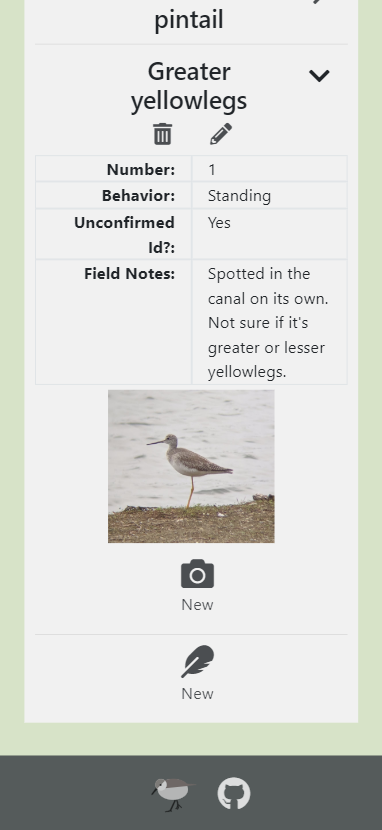 pintail
Greater
yellowlegs
Number: 1
Behavior: Standing
Unconfirmed Yes
Id?:
Field Notes: Spotted in the
canal on its own.
Not sure if it's
greater or lesser
yellowlegs.
New
New